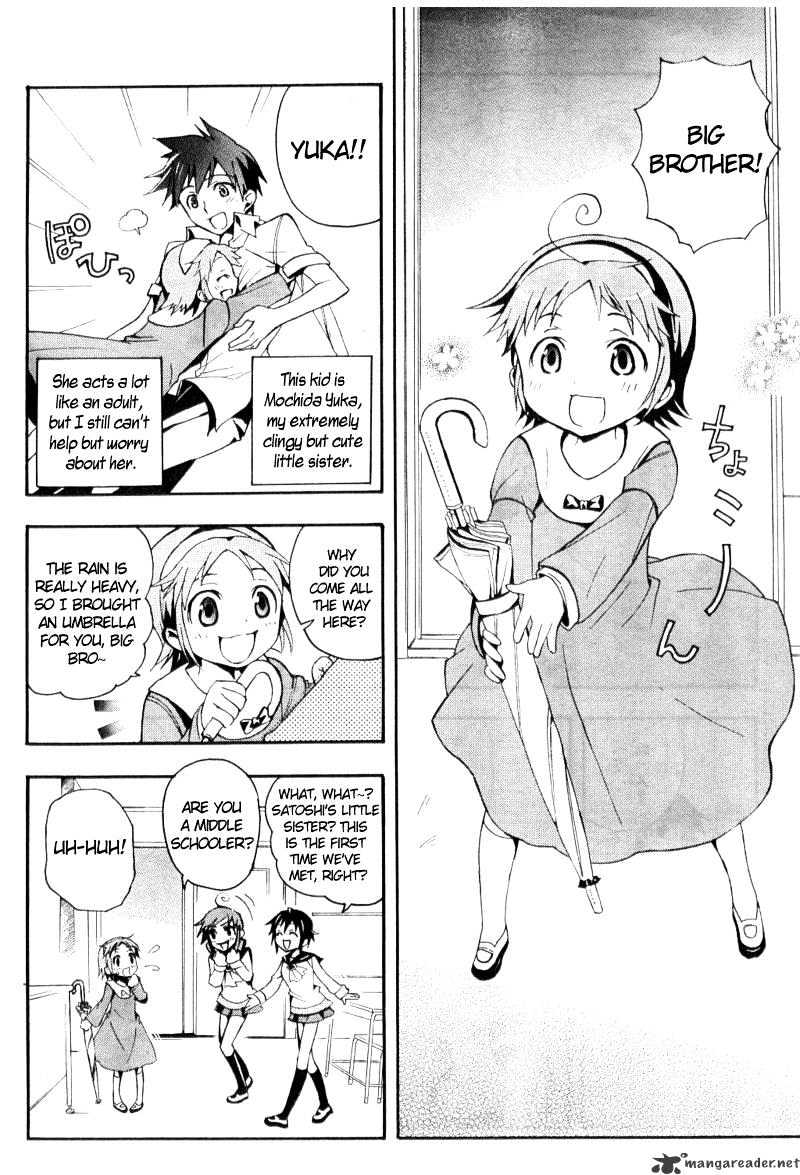 BIG
BROTHER!
ちょこーん
YUKA!!
ぽひっ
This kid is
Mochida Yuka,
my extremely
clingy but cute
little sister.
She acts a lot
like an adult,
but I still can't
help but worry
about her.
WHY
DID YOU
COME ALL
THE WAY
HERE?
THE RAIN IS
REALLY HEAVY,
SO I BROUGHT
AN UMBRELLA
FOR YOU, BIG
BRO~
WHAT, WHAT~?
SATOSHI'S LITTLE
SISTER? THIS
IS THE FIRST
TIME WE'VE
MET, RIGHT?
ARE YOU
A MIDDLE
SCHOOLER?
UH-HUH!
mangareader.net